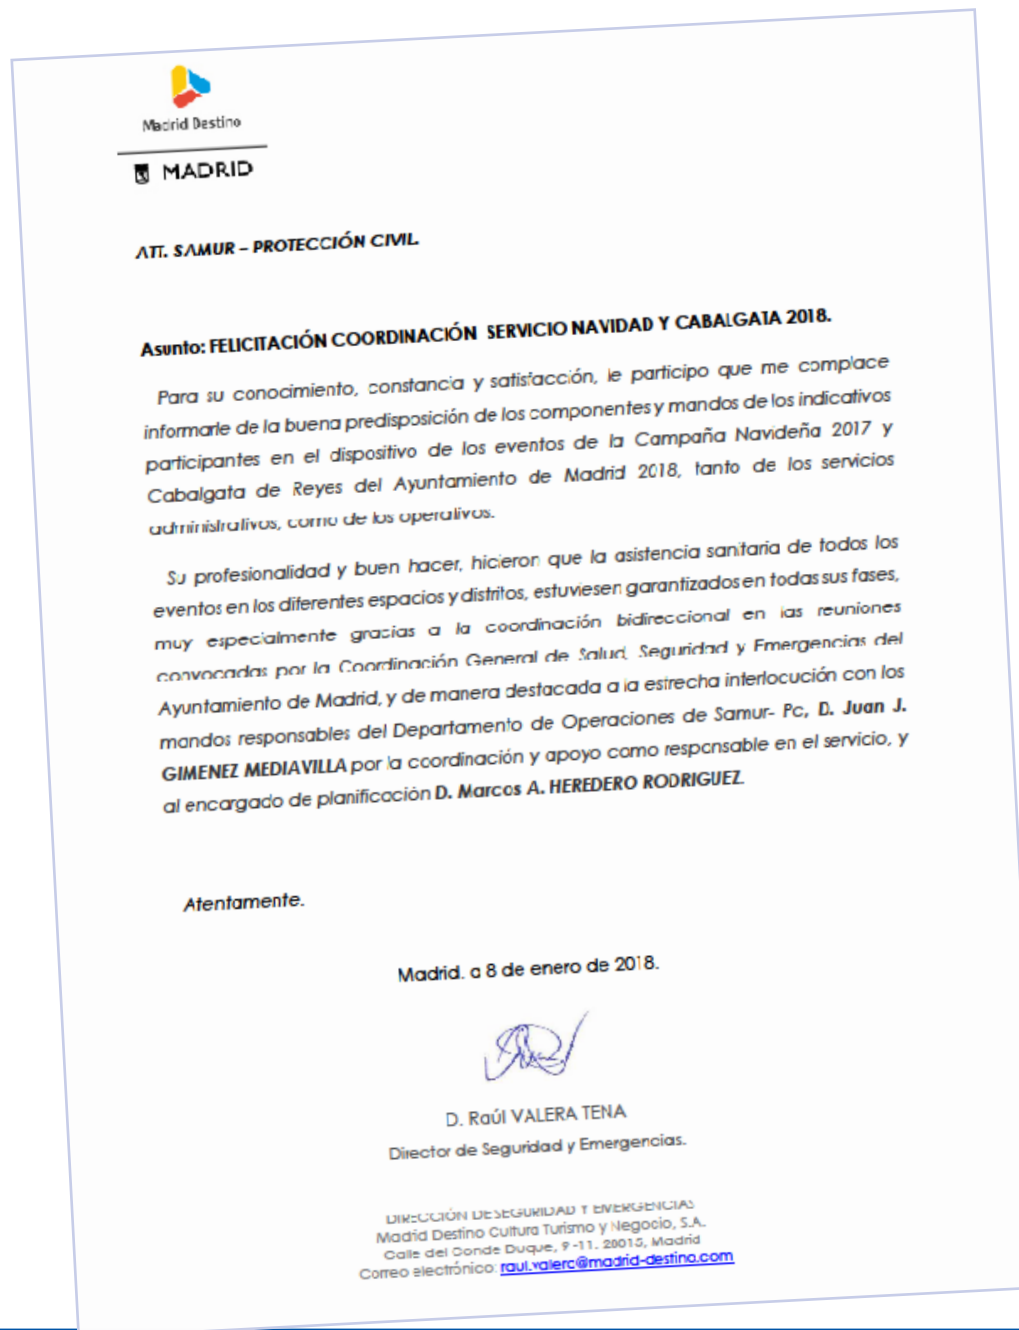 Madrid Destino
MADRID
ATT. SAMUR – PROTECCIÓN CIVIL.
Asunto: FELICITACIÓN COORDINACIÓN SERVICIO NAVIDAD Y CABALGATA 2018.
Para su conocimiento, constancia y satisfacción, le participo que me complace
informarle de la buena predisposición de los componentes y mandos de los indicativos
participantes en el dispositivo de los eventos de la Campaña Navideña 2017 y
Cabalgata de Reyes del Ayuntamiento de Madrid 2018, tanto de los servicios
administrativos, como de los operativos.
Su profesionalidad y buen hacer, hicieron que la asistencia sanitaria de todos los
eventos en los diferentes espacios y distritos, estuviesen garantizados en todas sus fases,
muy especialmente gracias a la coordinación bidireccional en las reuniones
convocadas por la Coordinación General de Salud, Seguridad y Emergencias del
Ayuntamiento de Madrid, y de manera destacada a la estrecha interlocución con los
mandos responsables del Departamento de Operaciones de Samur- Pc, D. Juan J.
GIMENEZ MEDIAVILLA por la coordinación y apoyo como responsable en el servicio, y
al encargado de planificación D. Marcos A. HEREDERO RODRIGUEZ.
Atentamente.
Madrid. a 8 de enero de 2018.
D. Raúl VALERA TENA
Director de Seguridad y Emergencias.
DIRECCIÓN DE SEGURIDAD Y EMERGENCIAS
Madrid Destino Cultura Turismo y Negocio, S.A.
Calle del Conde Duque, 9-11. 28015, Madrid
Correo electrónico: raul.valera@madrid-destino.com